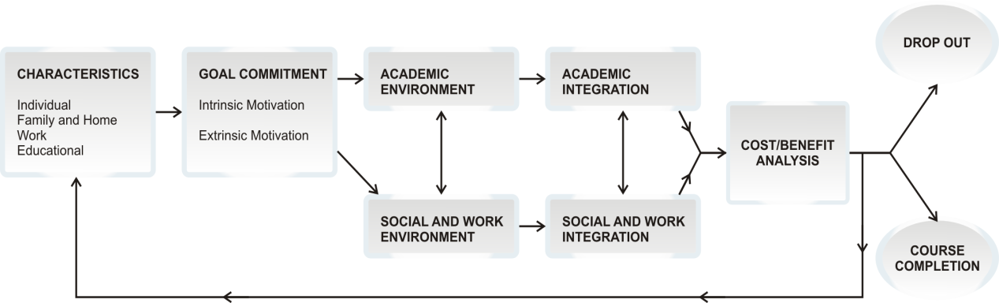 CHARACTERISTICS
Individual
Family and Home
Work
Educational
GOAL COMMITMENT
Intrinsic Motivation
Extrinsic Motivation
ACADEMIC
ENVIRONMENT
SOCIAL AND WORK
ENVIRONMENT
ACADEMIC
INTEGRATION
SOCIAL AND WORK
INTEGRATION
COST/BENEFIT
ANALYSIS
DROP OUT
COURSE
COMPLETION